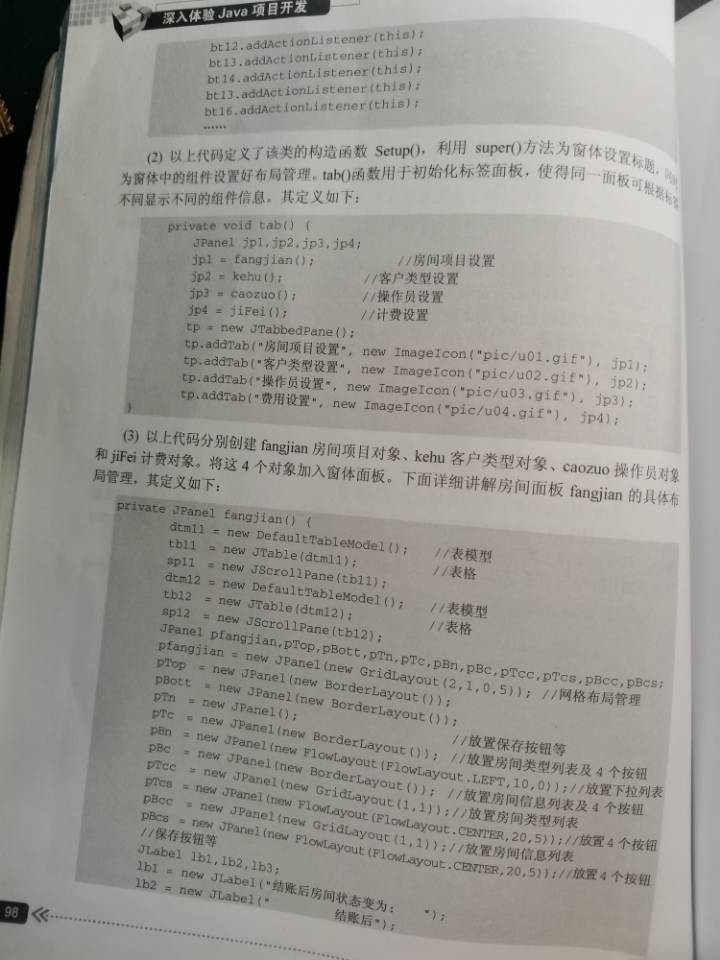 深入体验 Java 项目开发
bt12.addActionListener(this);
bt13.addActionListener(this);
bt14.addActionListener(this);
bt13.addActionListener(this);
bt16.addActionListener(this);
……
(2) 以上代码定义了该类的构造函数 Setup()，利用 super()方法为窗体设置标题，同时
为窗体中的组件设置好布局管理。tab()函数用于初始化标签面板，使得同一面板可根据标签
不同显示不同的组件信息。其定义如下：
private void tab() {
JPanel jp1,jp2,jp3,jp4;
jp1 = fangjian(); //房间项目设置
jp2 = kehu(); //客户类型设置
jp3 = caozuo(); //操作员设置
jp4 = jiFei(); //计费设置
tp = new JTabbedPane();
tp.addTab("房间项目设置", new ImageIcon("pic/u01.gif"), jp1);
tp.addTab("客户类型设置", new ImageIcon("pic/u02.gif"), jp2);
tp.addTab("操作员设置", new ImageIcon("pic/u03.gif"), jp3);
tp.addTab("费用设置", new ImageIcon("pic/u04.gif"), jp4);
}
(3) 以上代码分别创建 fangjian 房间项目对象、kehu 客户类型对象、caozuo 操作员对象
和 jiFei 计费对象。将这 4 个对象加入窗体面板。下面详细讲解房间面板 fangjian 的具体布
局管理，其定义如下：
private JPanel fangjian() {
dtm11 = new DefaultTableModel(); //表模型
tb11 = new JTable(dtm11); //表格
sp11 = new JScrollPane(tb11);
dtm12 = new DefaultTableModel(); //表模型
tb12 = new JTable(dtm12); //表格
sp12 = new JScrollPane(tb12);
JPanel pfangjian,pTop,pBott,pTn,pTc,pBn,pBc,pTcc,pTcs,pBcc,pBcs;
pfangjian = new JPanel(new GridLayout(2,1,0,5)); //网格布局管理
pTop = new JPanel(new BorderLayout());
pBott = new JPanel(new BorderLayout());
pTn = new JPanel(); //放置保存按钮等
pTc = new JPanel(new BorderLayout()); //放置房间类型列表及 4 个按钮
pBn = new JPanel(new FlowLayout(FlowLayout.LEFT,10,0));//放置下拉列表
pBc = new JPanel(new BorderLayout()); //放置房间信息列表及 4 个按钮
pTcc = new JPanel(new GridLayout(1,1));//放置房间类型列表
pTcs = new JPanel(new FlowLayout(FlowLayout.CENTER,20,5));//放置 4 个按钮
pBcc = new JPanel(new GridLayout(1,1));//放置房间信息列表
pBcs = new JPanel(new FlowLayout(FlowLayout.CENTER,20,5));//放置 4 个按钮
//保存按钮等
JLabel lb1,lb2,lb3;
lb1 = new JLabel("结账后房间状态变为： ");
lb2 = new JLabel(" 结账后");
98